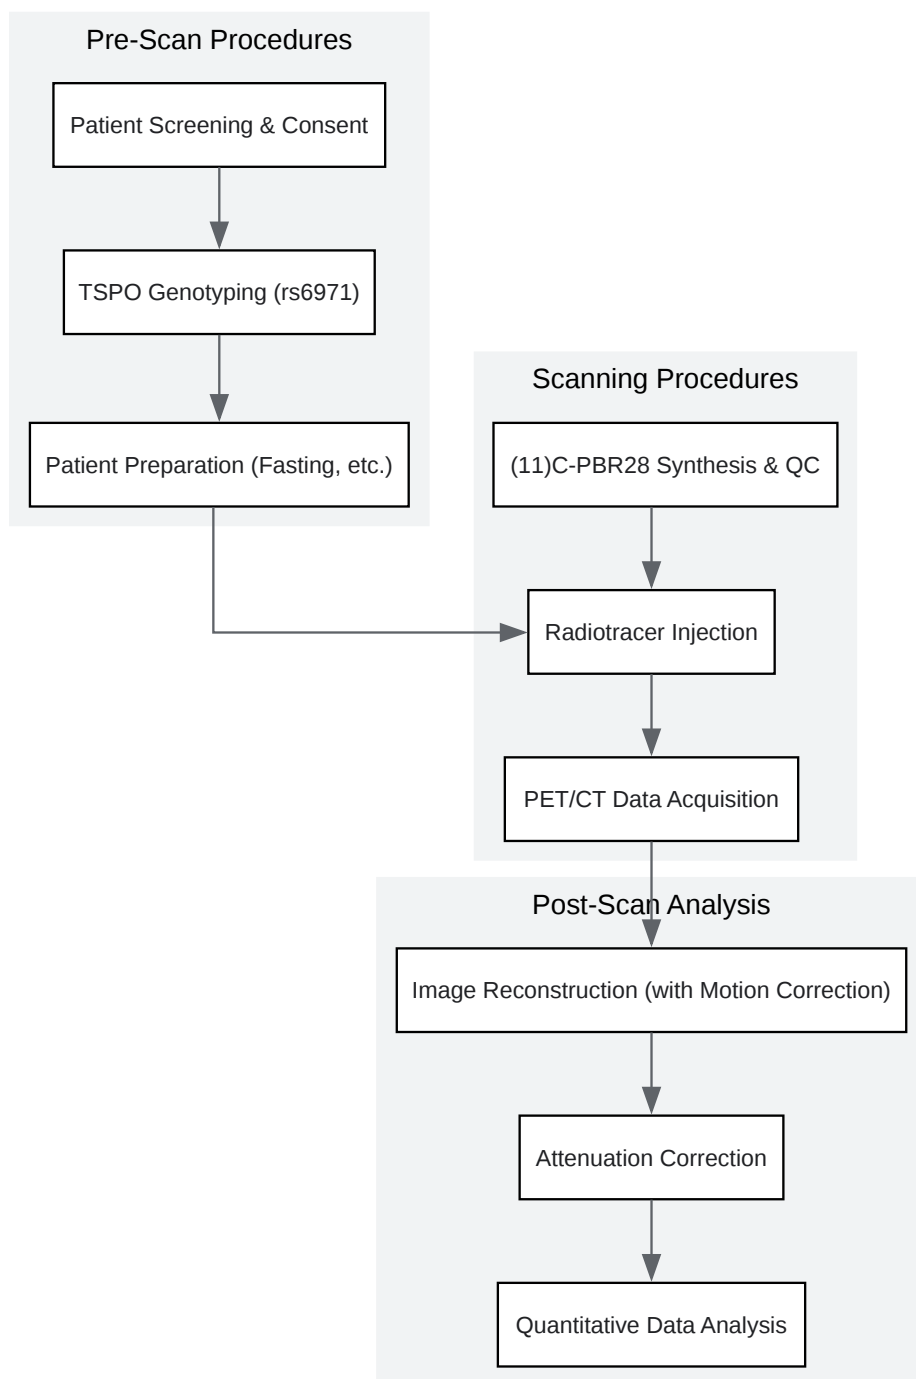 Pre-Scan Procedures
Patient Screening & Consent
TSPO Genotyping (rs6971)
Patient Preparation (Fasting, etc.)
Scanning Procedures
(11)C-PBR28 Synthesis & QC
Radiotracer Injection
PET/CT Data Acquisition
Post-Scan Analysis
Image Reconstruction (with Motion Correction)
Attenuation Correction
Quantitative Data Analysis